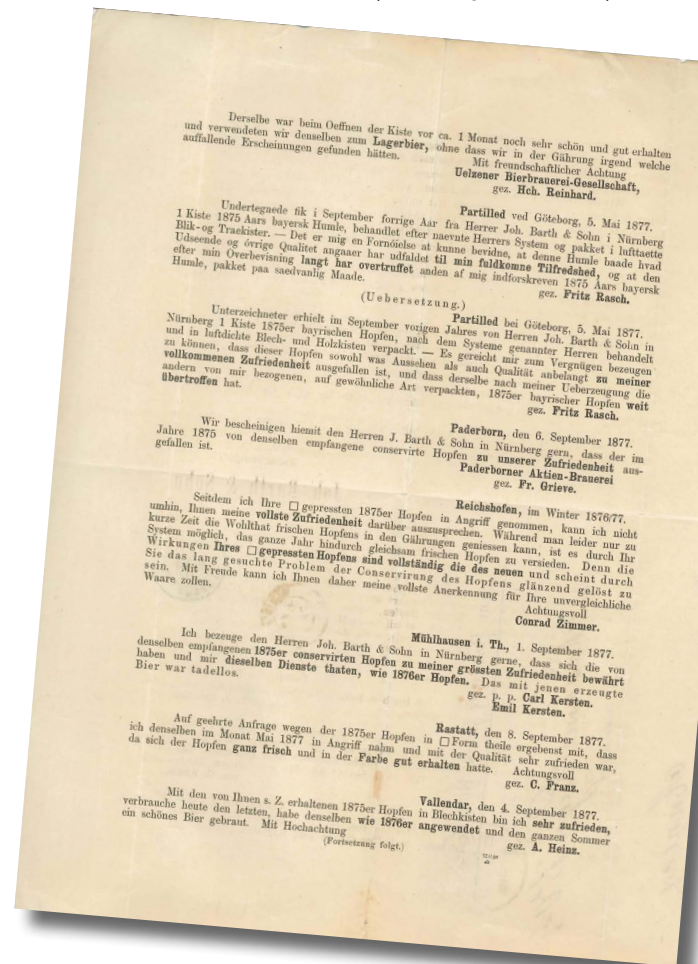 Derselbe war beim Oeffnen der Kiste vor ca. 1 Monat noch sehr schön und gut erhalten
und verwendeten wir denselben zum Lagerbier, ohne dass wir in der Gährung irgend welche
auffallende Erscheinungen gefunden hätten.
Mit freundschaftlicher Achtung
Uelzener Bierbrauerei-Gesellschaft,
gez. Hch. Reinhard.
Partilled ved Göteborg, 5. Mai 1877.
Undertegnede fik i September forrige Aar fra Herrer Joh. Barth & Sohn i Nürnberg
1 Kiste 1875 Aars bayersk Humle, behandlet efter naevnte Herrers System og pakket i lufttaette
Blik-og Traekister. — Det er mig en Fornöielse at kunne bevidne, at denne Humle baade hvad
Udseende og övrige Qualitet angaaer har udfaldet til min fuldkomne Tilfredshed, og at den
efter min Overbevisning langt har overtruffet anden af mig indforskreven 1875 Aars bayersk
Humle, pakket paa saedvanlig Maade.
gez. Fritz Rasch.
(Uebersetzung.)
Partilled bei Göteborg, 5. Mai 1877.
Unterzeichneter erhielt im September vorigen Jahres von Herren Joh. Barth & Sohn in
Nürnberg 1 Kiste 1875er bayrischen Hopfen, nach dem Systeme genannter Herren behandelt
und in luftdichte Blech- und Holzkisten verpackt. — Es gereicht mir zum Vergnügen bezeugen
zu können, dass dieser Hopfen sowohl was Aussehen als auch Qualität anbelangt zu meiner
vollkommenen Zufriedenheit ausgefallen ist, und dass derselbe nach meiner Ueberzeugung die
andern von mir bezogenen, auf gewöhnliche Art verpackten, 1875er bayrischer Hopfen weit
übertroffen hat.
gez. Fritz Rasch.
Paderborn, den 6. September 1877.
Wir bescheinigen hiemit den Herren J. Barth & Sohn in Nürnberg gern, dass der im
Jahre 1875 von denselben empfangene conservirte Hopfen zu unserer Zufriedenheit aus-
gefallen ist.
Paderborner Aktien-Brauerei
gez. Fr. Grieve.
Reichshofen, im Winter 1876/77.
Seitdem ich Ihre □ gepressten 1875er Hopfen in Angriff genommen, kann ich nicht
umhin, Ihnen meine vollste Zufriedenheit darüber auszusprechen. Während man leider nur zu
kurze Zeit die Wohlthat frischen Hopfens in den Gährungen geniessen kann, ist es durch Ihr
System möglich, das ganze Jahr hindurch gleichsam frischen Hopfen zu versieden. Denn die
Wirkungen Ihres □ gepressten Hopfens sind vollständig die des neuen und scheint durch
Sie das lang gesuchte Problem der Conservirung des Hopfens glänzend gelöst zu
sein. Mit Freude kann ich Ihnen daher meine vollste Anerkennung für Ihre unvergleichliche
Waare zollen.
Achtungsvoll
Conrad Zimmer.
Mühlhausen i. Th., 1. September 1877.
Ich bezeuge den Herren Joh. Barth & Sohn in Nürnberg gerne, dass sich die von
denselben empfangenen 1875er conservirten Hopfen zu meiner grössten Zufriedenheit bewährt
haben und mir dieselben Dienste thaten, wie 1876er Hopfen. Das mit jenen erzeugte
Bier war tadellos.
gez. p. p. Carl Kersten.
Emil Kersten.
Rastatt, den 8. September 1877.
Auf geehrte Anfrage wegen der 1875er Hopfen in □ Form theile ergebenst mit, dass
ich denselben im Monat Mai 1877 in Angriff nahm und mit der Qualität sehr zufrieden war,
da sich der Hopfen ganz frisch und in der Farbe gut erhalten hatte.
Achtungsvoll
gez. C. Franz.
Vallendar, den 4. September 1877.
Mit den von Ihnen s. Z. erhaltenen 1875er Hopfen in Blechkisten bin ich sehr zufrieden,
verbrauche heute den letzten, habe denselben wie 1876er angewendet und den ganzen Sommer
ein schönes Bier gebraut. Mit Hochachtung
gez. A. Heinz.
(Fortsetzung folgt.)